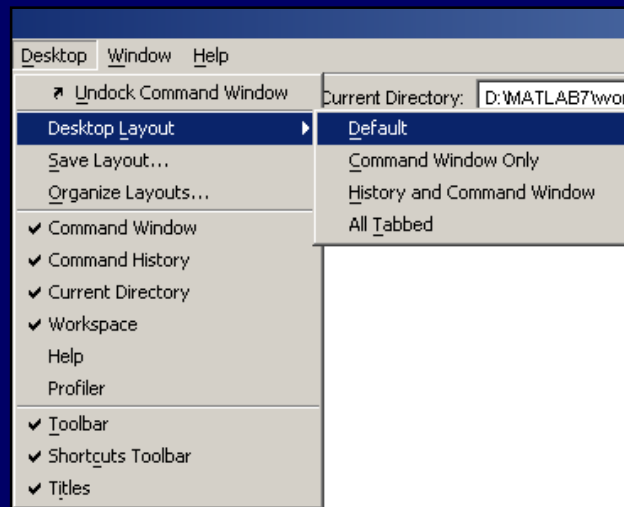 Desktop Window Help
Undock Command Window
Current Directory: D:\MATLAB7\wor
Desktop Layout
Default
Save Layout...
Command Window Only
Organize Layouts...
History and Command Window
Command Window
All Tabbed
Command History
Current Directory
Workspace
Help
Profiler
Toolbar
Shortcuts Toolbar
Titles